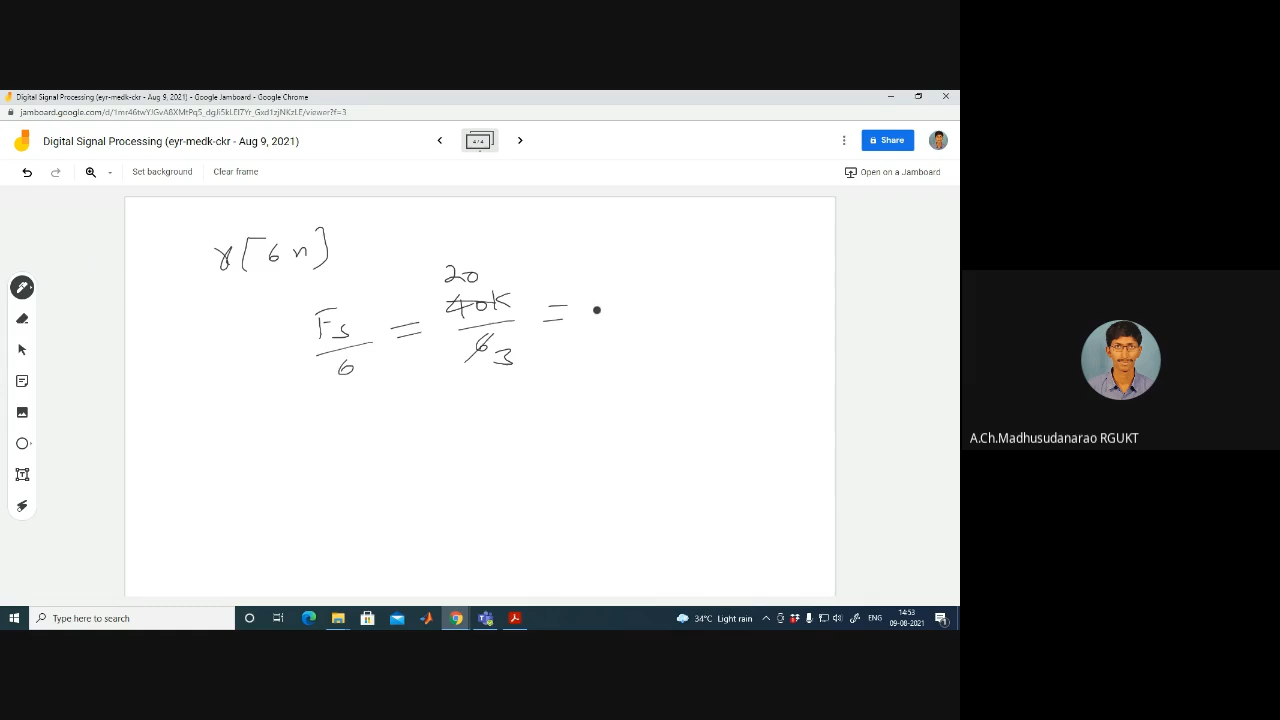 Digital Signal Processing (eyr-medk-ckr - Aug 9, 2021) - Google Jamboard - Google Chrome
Digital Signal Processing (eyr-medk-ckr - Aug 9, 2021)
4 / 4
Share
Set background
Clear frame
Open on a Jamboard
γ[6n]
Fs/6 = 40K/6 =
20
3
A.Ch.Madhusudanarao RGUKT
Type here to search
34°C Light rain
ENG
14:53
09-08-2021